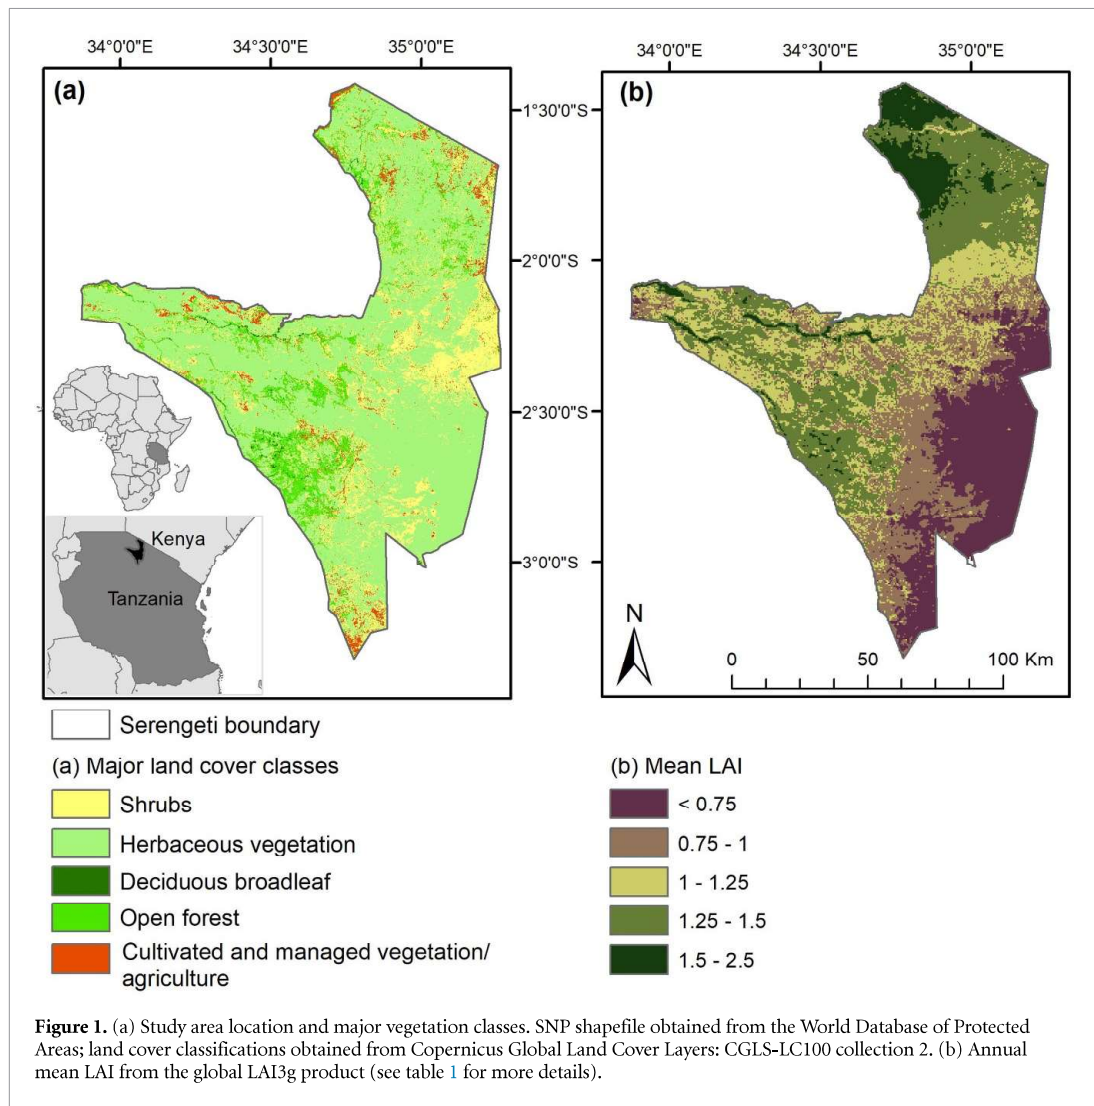 34°0'0"E 34°30'0"E 35°0'0"E
(a)
1°30'0"S
2°0'0"S
2°30'0"S
3°0'0"S
Kenya
Tanzania
34°0'0"E 34°30'0"E 35°0'0"E
(b)
N
0 50 100 Km
Serengeti boundary
(a) Major land cover classes
Shrubs
Herbaceous vegetation
Deciduous broadleaf
Open forest
Cultivated and managed vegetation/
agriculture
(b) Mean LAI
< 0.75
0.75 - 1
1 - 1.25
1.25 - 1.5
1.5 - 2.5
Figure 1. (a) Study area location and major vegetation classes. SNP shapefile obtained from the World Database of Protected
Areas; land cover classifications obtained from Copernicus Global Land Cover Layers: CGLS-LC100 collection 2. (b) Annual
mean LAI from the global LAI3g product (see table 1 for more details).